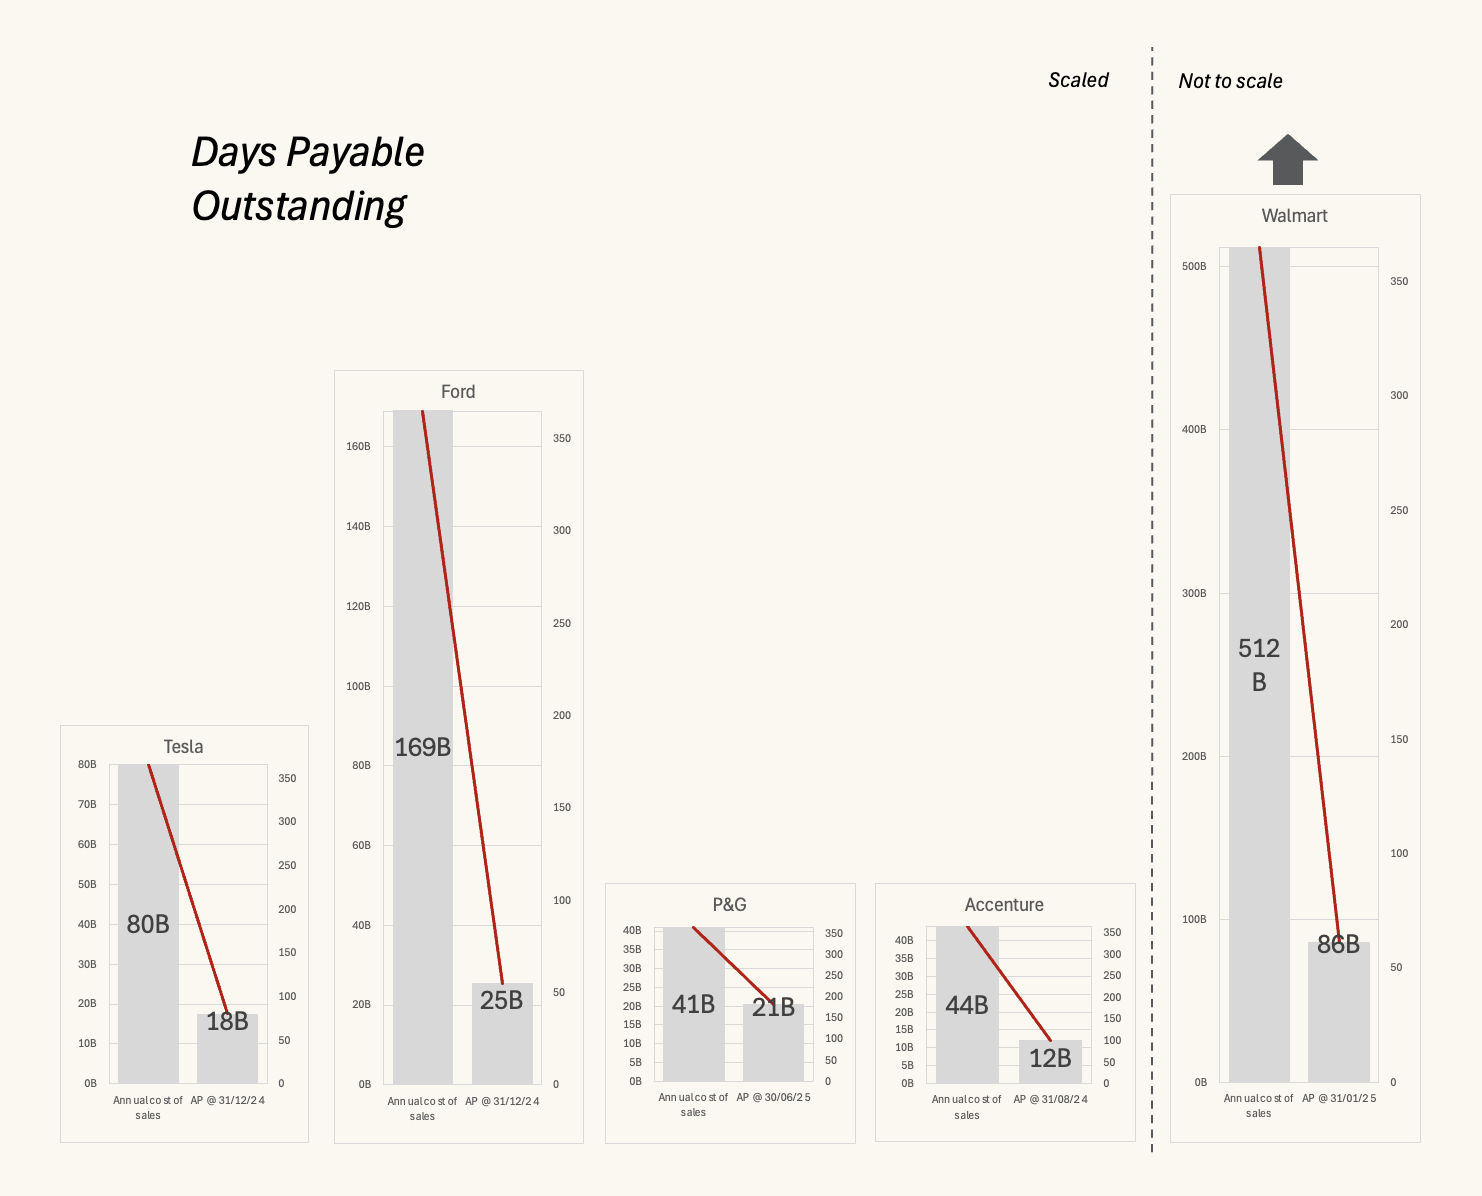 Scaled
Not to scale
Days Payable
Outstanding
Tesla
80B
70B
60B
50B
40B
30B
20B
10B
0B
350
300
250
200
150
100
50
0
80B
18B
Annual cost of
sales
AP @ 31/12/24
Ford
160B
140B
120B
100B
80B
60B
40B
20B
0B
350
300
250
200
150
100
50
0
169B
25B
Annual cost of
sales
AP @ 31/12/24
P&G
40B
35B
30B
25B
20B
15B
10B
5B
0B
350
300
250
200
150
100
50
0
41B
21B
Annual cost of
sales
AP @ 30/06/25
Accenture
40B
35B
30B
25B
20B
15B
10B
5B
0B
350
300
250
200
150
100
50
0
44B
12B
Annual cost of
sales
AP @ 31/08/24
Walmart
500B
400B
300B
200B
100B
0B
350
300
250
200
150
100
50
0
512
B
86B
Annual cost of
sales
AP @ 31/01/25